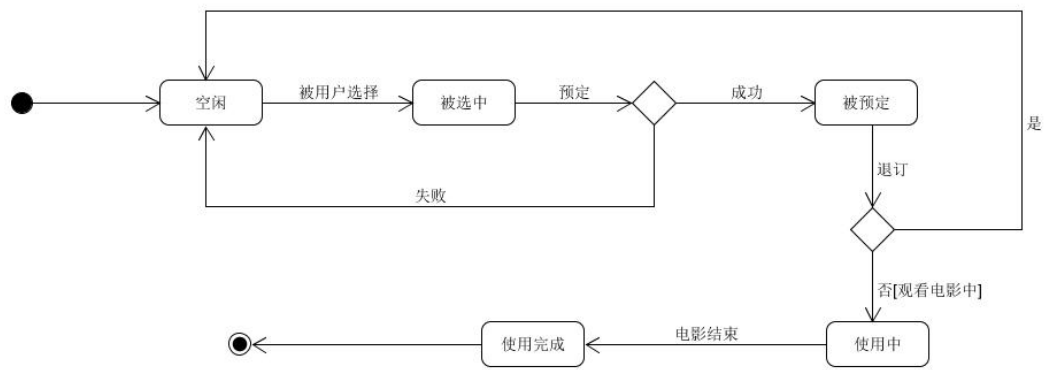 空闲
被用户选择
被选中
预定
成功
被预定
是
退订
失败
否[观看电影中]
使用中
电影结束
使用完成